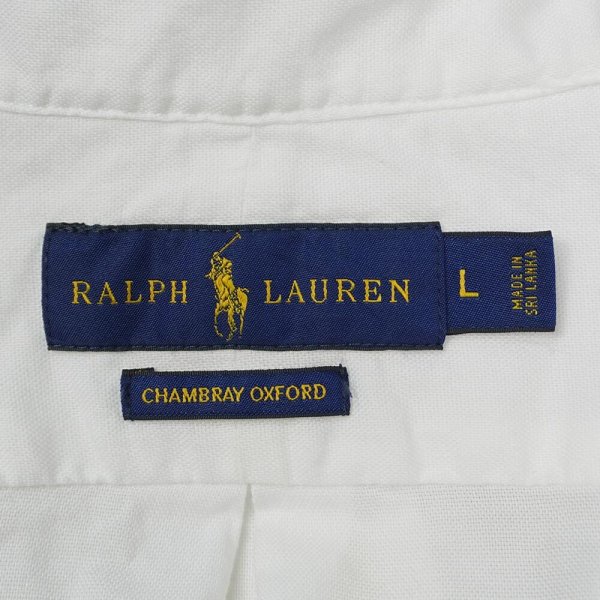 RALPH LAUREN
L
MADE IN
SRI LANKA
CHAMBRAY OXFORD